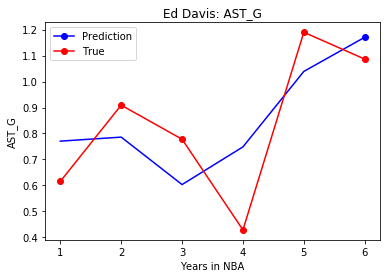 Ed Davis: AST_G
Prediction
True
AST_G
1.2
1.1
1.0
0.9
0.8
0.7
0.6
0.5
0.4
1 2 3 4 5 6
Years in NBA